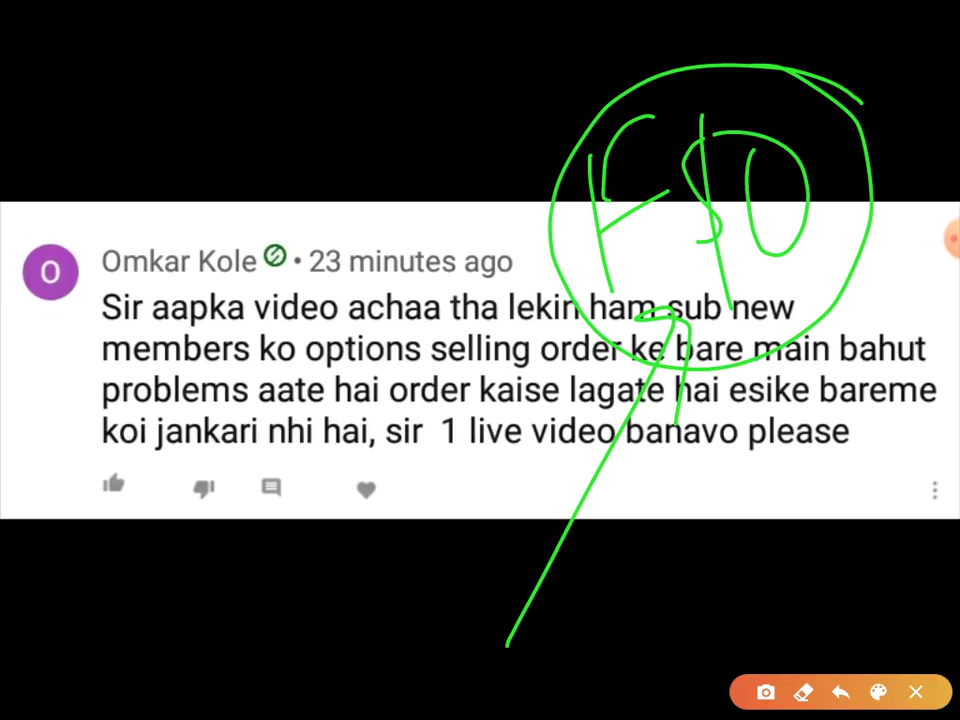 Omkar Kole • 23 minutes ago
Sir aapka video achaa tha lekin ham sub new
members ko options selling order ke bare main bahut
problems aate hai order kaise lagate hai esike bareme
koi jankari nhi hai, sir 1 live video banavo please
O